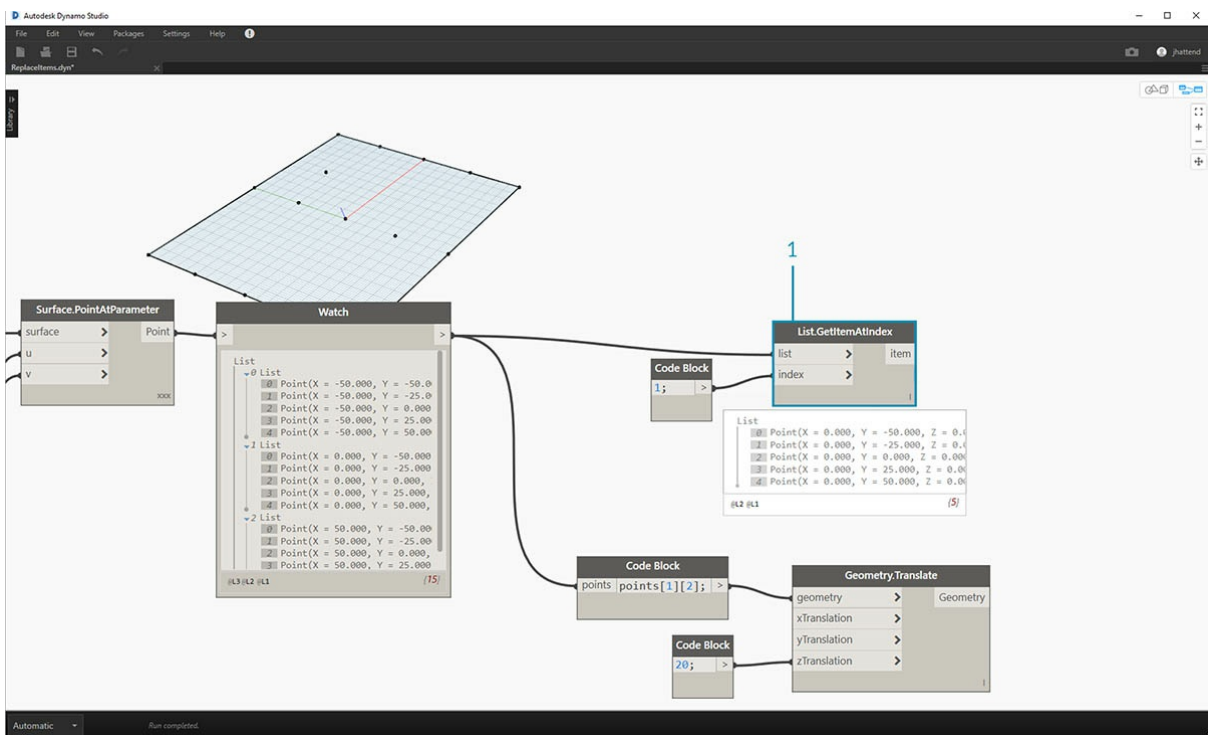 Autodesk Dynamo Studio
File Edit View Packages Settings Help
jhattend
ReplaceItems.dyn*
Library
1
Surface.PointAtParameter
surface > Point
u >
v >
xxx
Watch
> >
List
0 List
0 Point(X = -50.000, Y = -50.0
1 Point(X = -50.000, Y = -25.0
2 Point(X = -50.000, Y = 0.000
3 Point(X = -50.000, Y = 25.00
4 Point(X = -50.000, Y = 50.00
1 List
0 Point(X = 0.000, Y = -50.000
1 Point(X = 0.000, Y = -25.000
2 Point(X = 0.000, Y = 0.000,
3 Point(X = 0.000, Y = 25.000,
4 Point(X = 0.000, Y = 50.000,
2 List
0 Point(X = 50.000, Y = -50.00
1 Point(X = 50.000, Y = -25.00
2 Point(X = 50.000, Y = 0.000,
3 Point(X = 50.000, Y = 25.000
@L3 @L2 @L1 {15}
Code Block
1; >
List.GetItemAtIndex
list > item
index >
l
List
0 Point(X = 0.000, Y = -50.000, Z = 0.0
1 Point(X = 0.000, Y = -25.000, Z = 0.0
2 Point(X = 0.000, Y = 0.000, Z = 0.00
3 Point(X = 0.000, Y = 25.000, Z = 0.00
4 Point(X = 0.000, Y = 50.000, Z = 0.00
@L2 @L1 {5}
Code Block
points points[1][2]; >
Code Block
20; >
Geometry.Translate
geometry > Geometry
xTranslation >
yTranslation >
zTranslation >
l
Automatic Run completed.